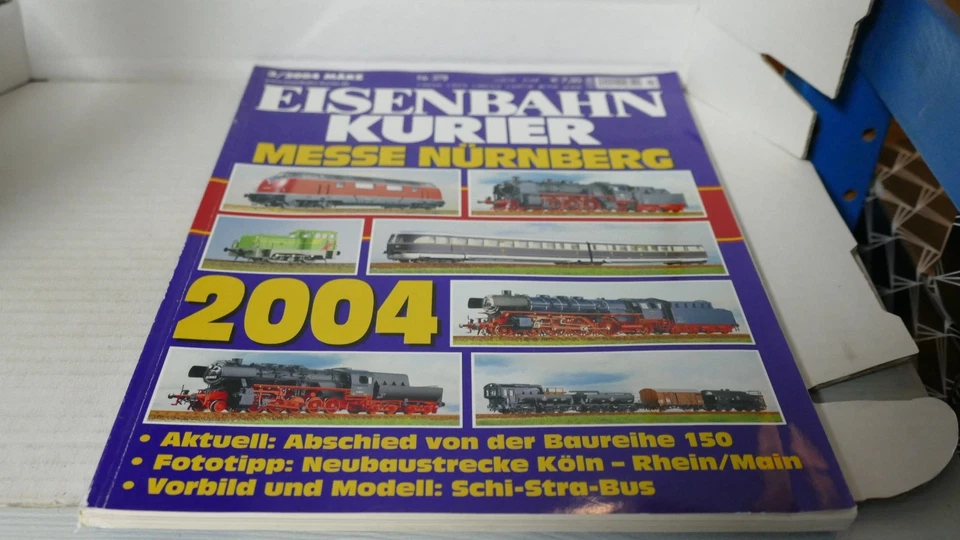 3/2004 MÄRZ
EISENBAHN
KURIER
MESSE NÜRNBERG
2004
• Aktuell: Abschied von der Baureihe 150
• Fototipp: Neubaustrecke Köln – Rhein/Main
• Vorbild und Modell: Schi-Stra-Bus